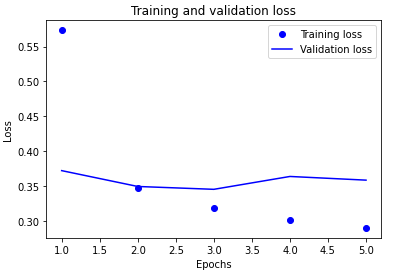 Training and validation loss
Training loss
Validation loss
Loss
0.55
0.50
0.45
0.40
0.35
0.30
1.0 1.5 2.0 2.5 3.0 3.5 4.0 4.5 5.0
Epochs